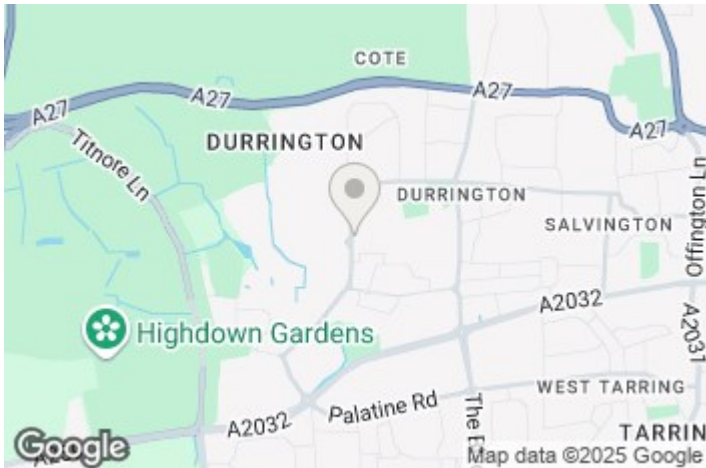 COTE
A27
A27
A27
A27
Titnore Ln
DURRINGTON
DURRINGTON
SALVINGTON
Offington Ln
A2032
Highdown Gardens
A2031
WEST TARRING
Palatine Rd
A2032
The B
TARRIN
Google
Map data ©2025 Google